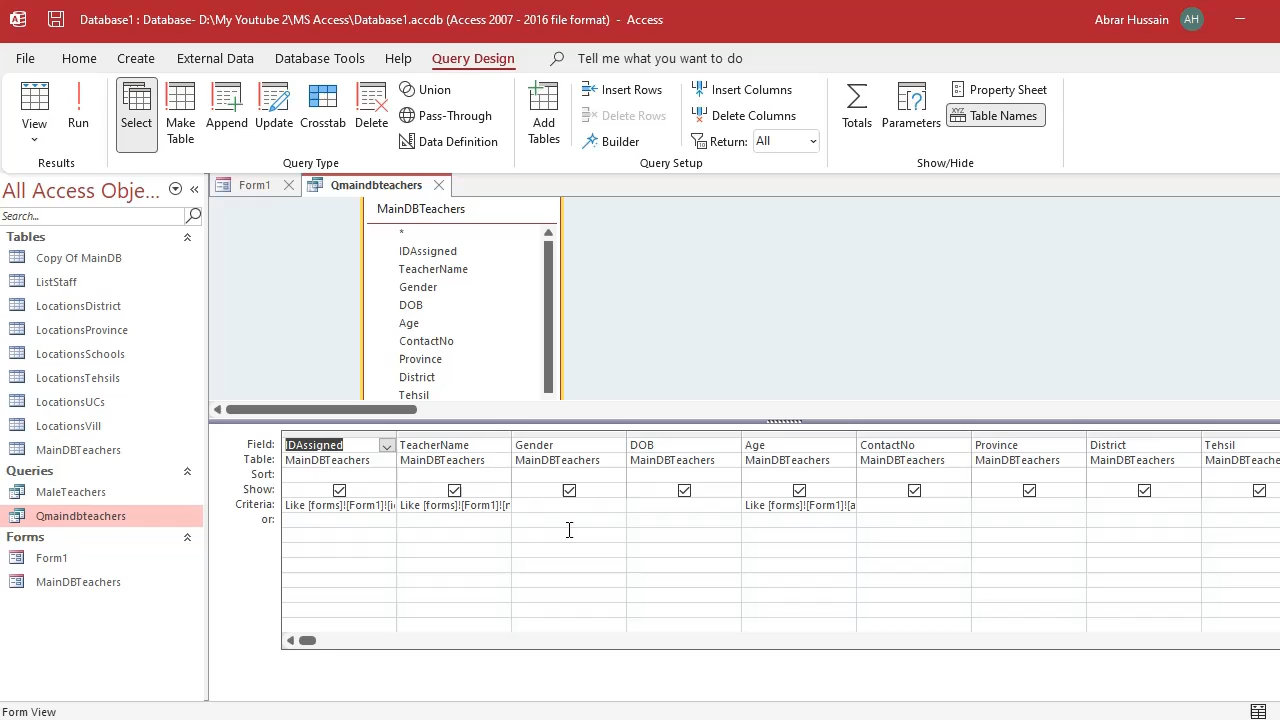 Database1 : Database- D:\My Youtube 2\MS Access\Database1.accdb (Access 2007 - 2016 file format) - Access
Abrar Hussain AH
File Home Create External Data Database Tools Help Query Design Tell me what you want to do
View
Run
Results
Select
Make Table
Append
Update
Crosstab
Delete
Union
Pass-Through
Data Definition
Query Type
Add Tables
Insert Rows
Delete Rows
Builder
Insert Columns
Delete Columns
Return: All
Query Setup
Totals
Parameters
Property Sheet
XYZ Table Names
Show/Hide
All Access Obje...
Search...
Tables
Copy Of MainDB
ListStaff
LocationsDistrict
LocationsProvince
LocationsSchools
LocationsTehsils
LocationsUCs
LocationsVill
MainDBTeachers
Queries
MaleTeachers
Qmaindbteachers
Forms
Form1
MainDBTeachers
Form1 Qmaindbteachers
MainDBTeachers
*
IDAssigned
TeacherName
Gender
DOB
Age
ContactNo
Province
District
Tehsil
Field: IDAssigned TeacherName Gender DOB Age ContactNo Province District Tehsil
Table: MainDBTeachers MainDBTeachers MainDBTeachers MainDBTeachers MainDBTeachers MainDBTeachers MainDBTeachers MainDBTeachers MainDBTeache
Sort:
Show:
Criteria: Like [forms]![Form1]![i Like [forms]![Form1]![n Like [forms]![Form1]![a
or:
Form View